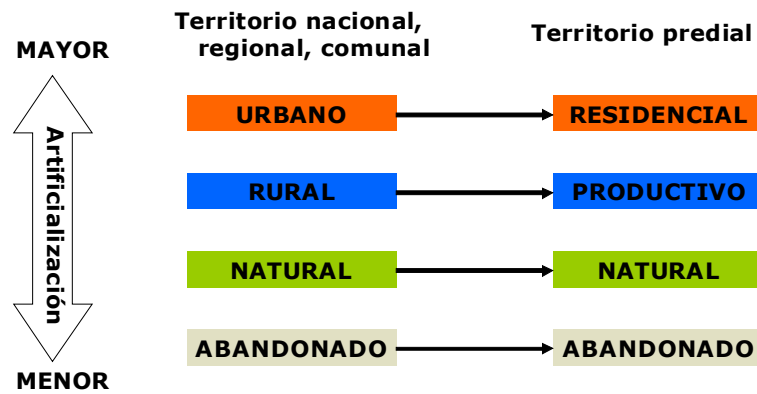 Territorio nacional,
regional, comunal
Territorio predial
MAYOR
Artificialización
MENOR
URBANO
RESIDENCIAL
RURAL
PRODUCTIVO
NATURAL
NATURAL
ABANDONADO
ABANDONADO